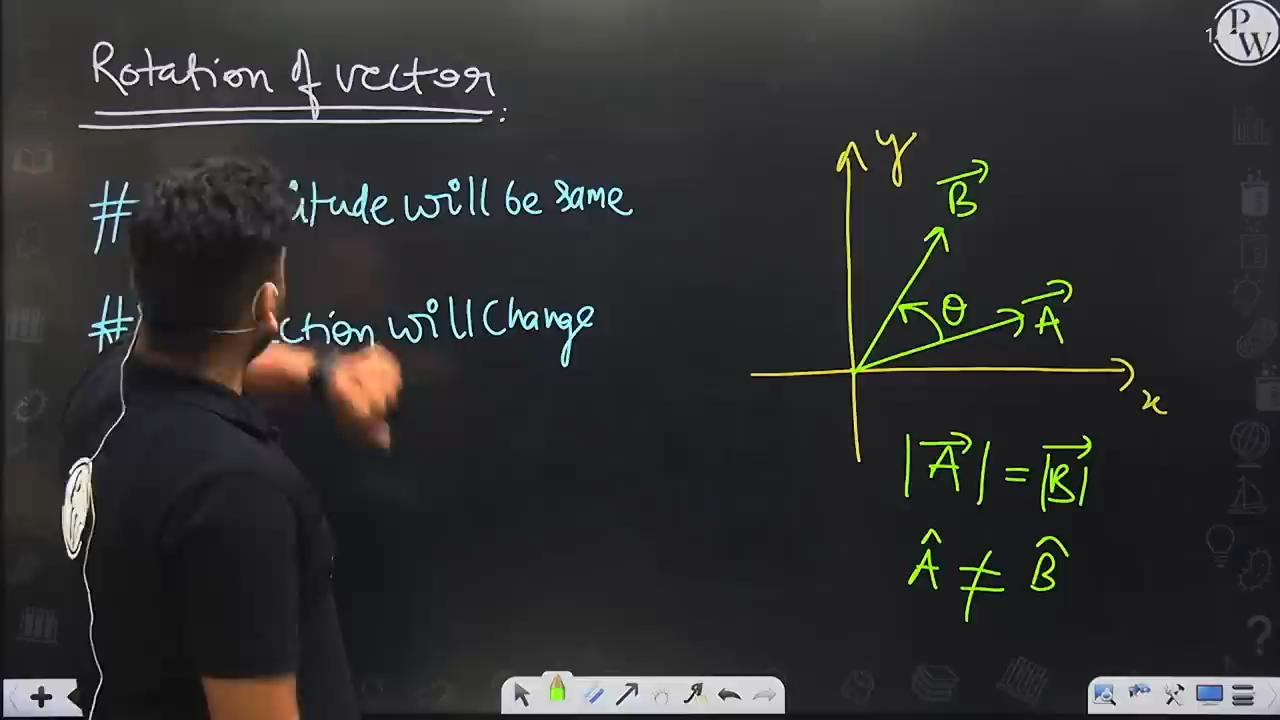 Rotation of vector :
# itude will be same
# ction will change
y
B⃗
θ
A⃗
x
|A⃗| = |B⃗|
Â ≠ B̂
PW